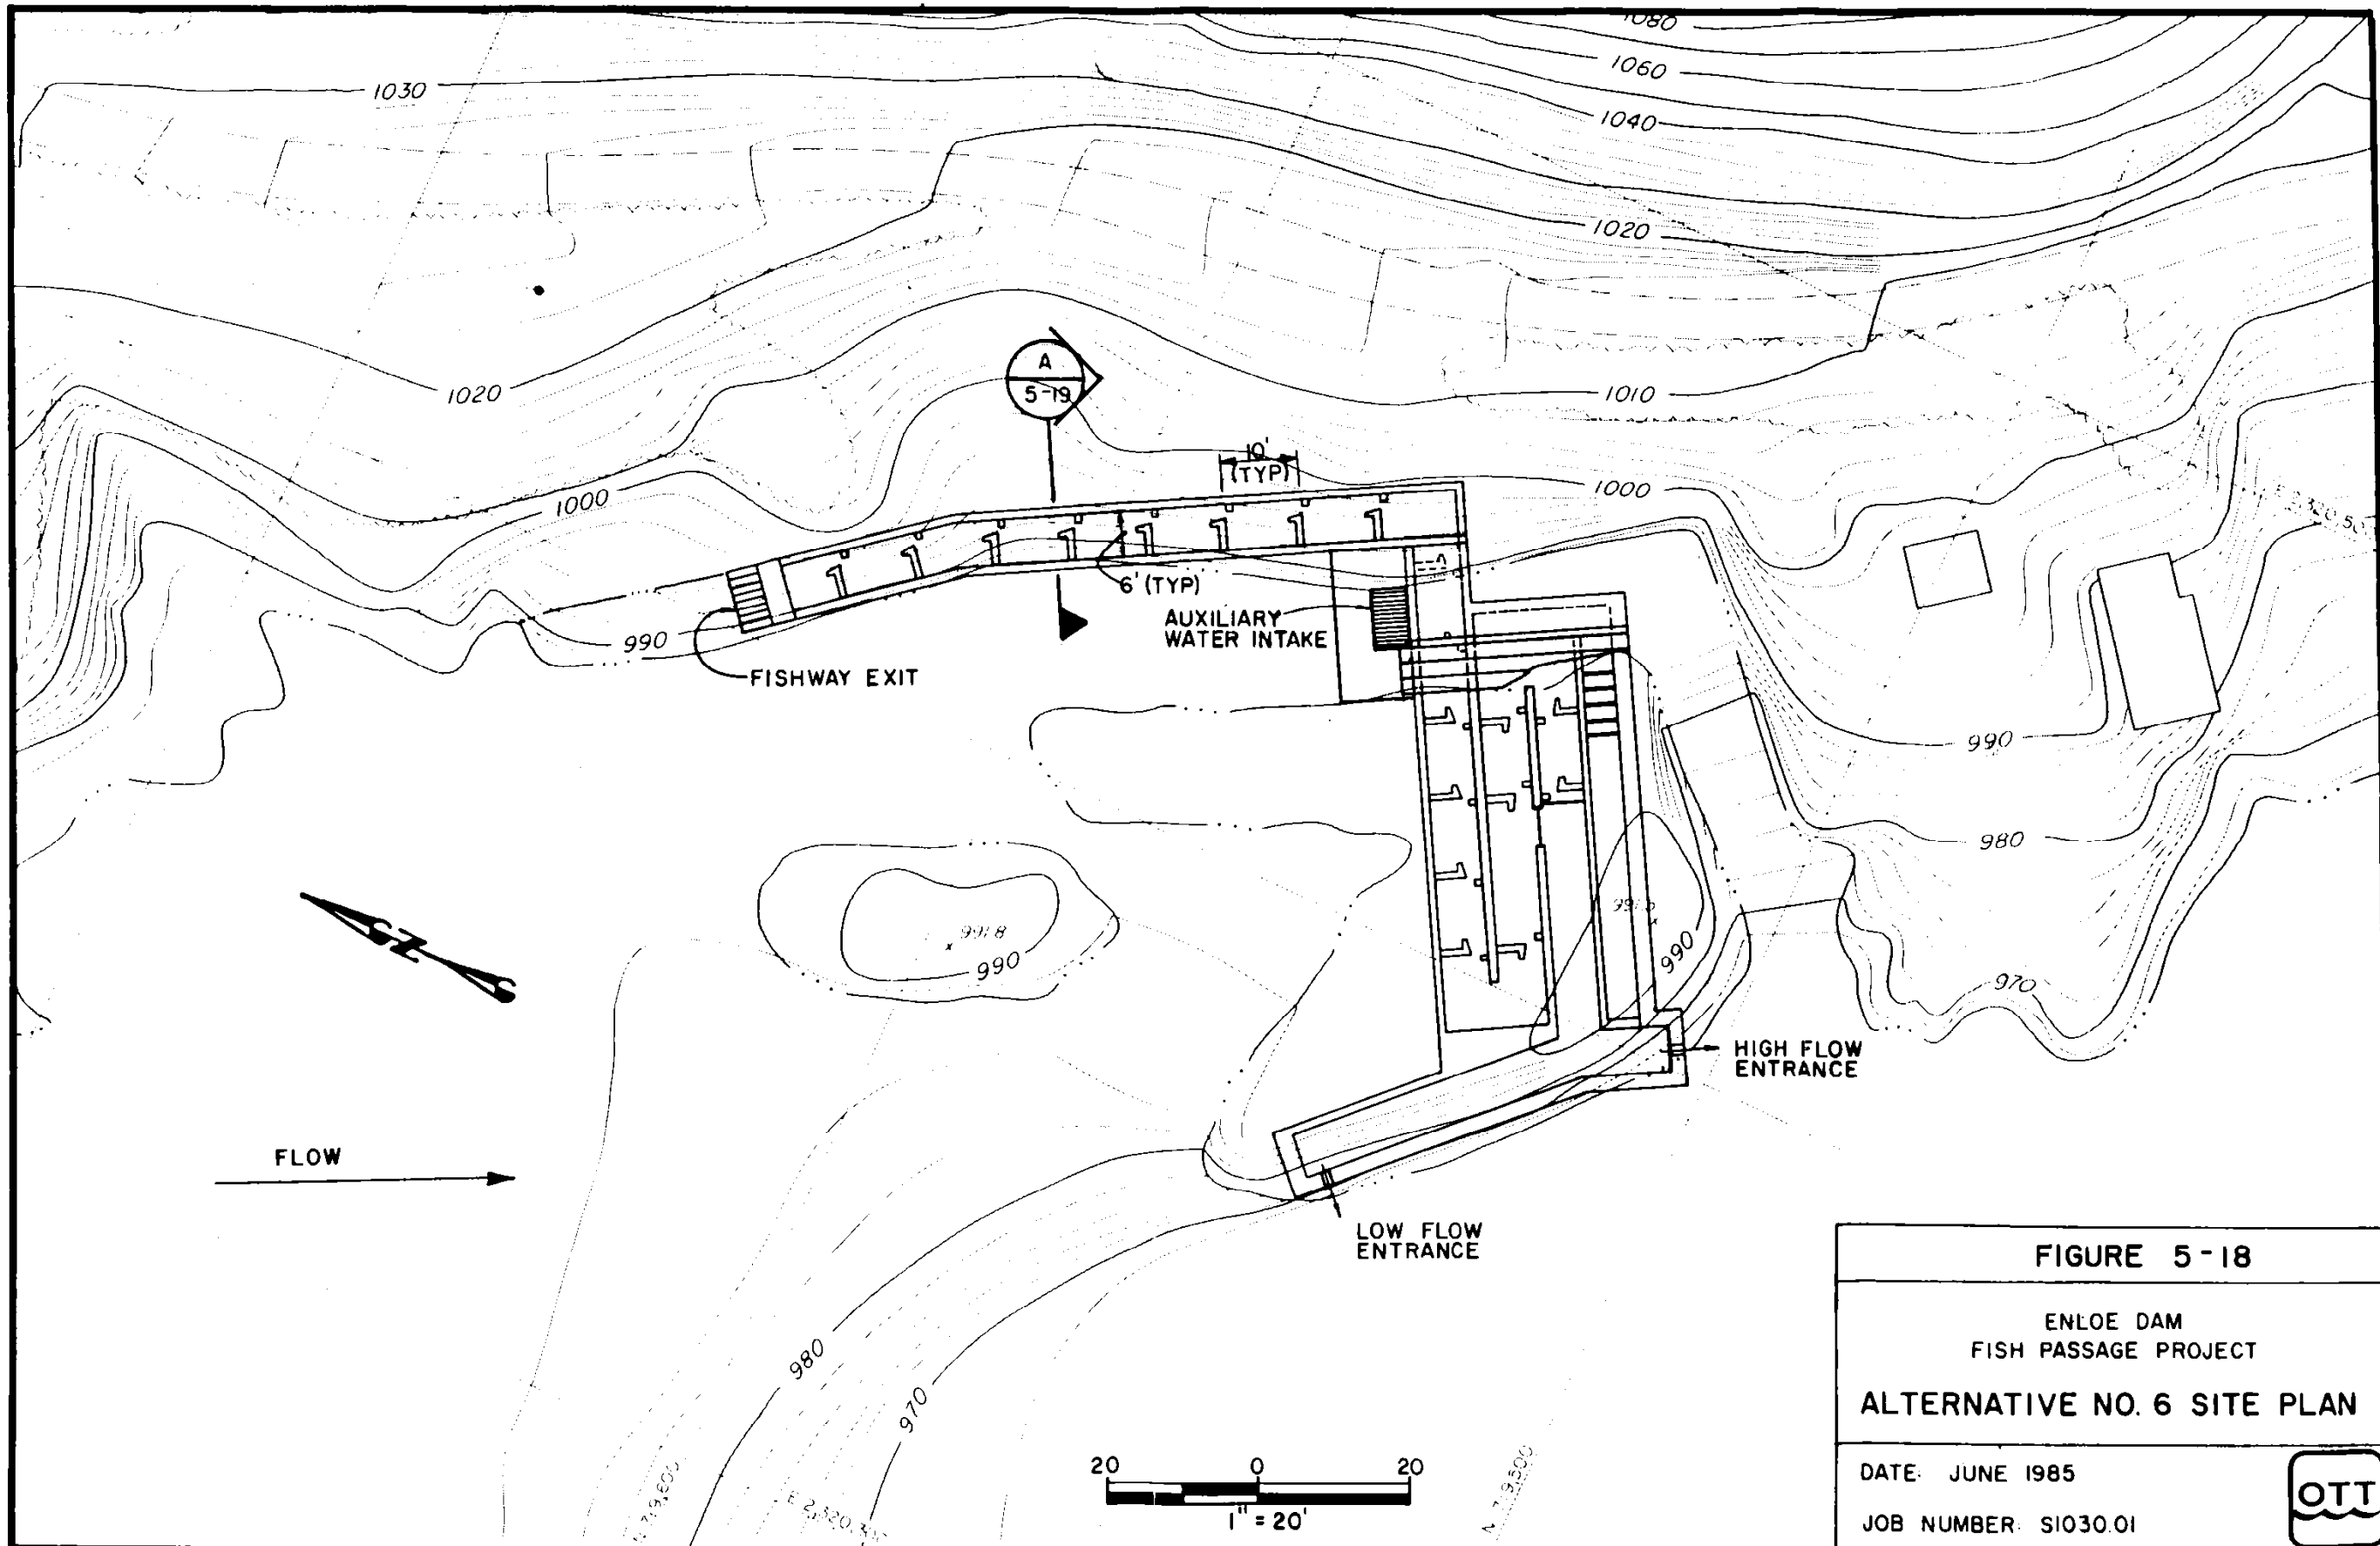 1080
1060
1030
1040
1020
A
5-19
1020
1010
10'
(TYP)
1000
1000
6' (TYP)
AUXILIARY
WATER INTAKE
990
FISHWAY EXIT
990
980
990
990
970
N
HIGH FLOW
ENTRANCE
FLOW
LOW FLOW
ENTRANCE
980
970
20 0 20
1" = 20'
FIGURE 5-18
ENLOE DAM
FISH PASSAGE PROJECT
ALTERNATIVE NO. 6 SITE PLAN
DATE: JUNE 1985
JOB NUMBER: S1030.01
OTT